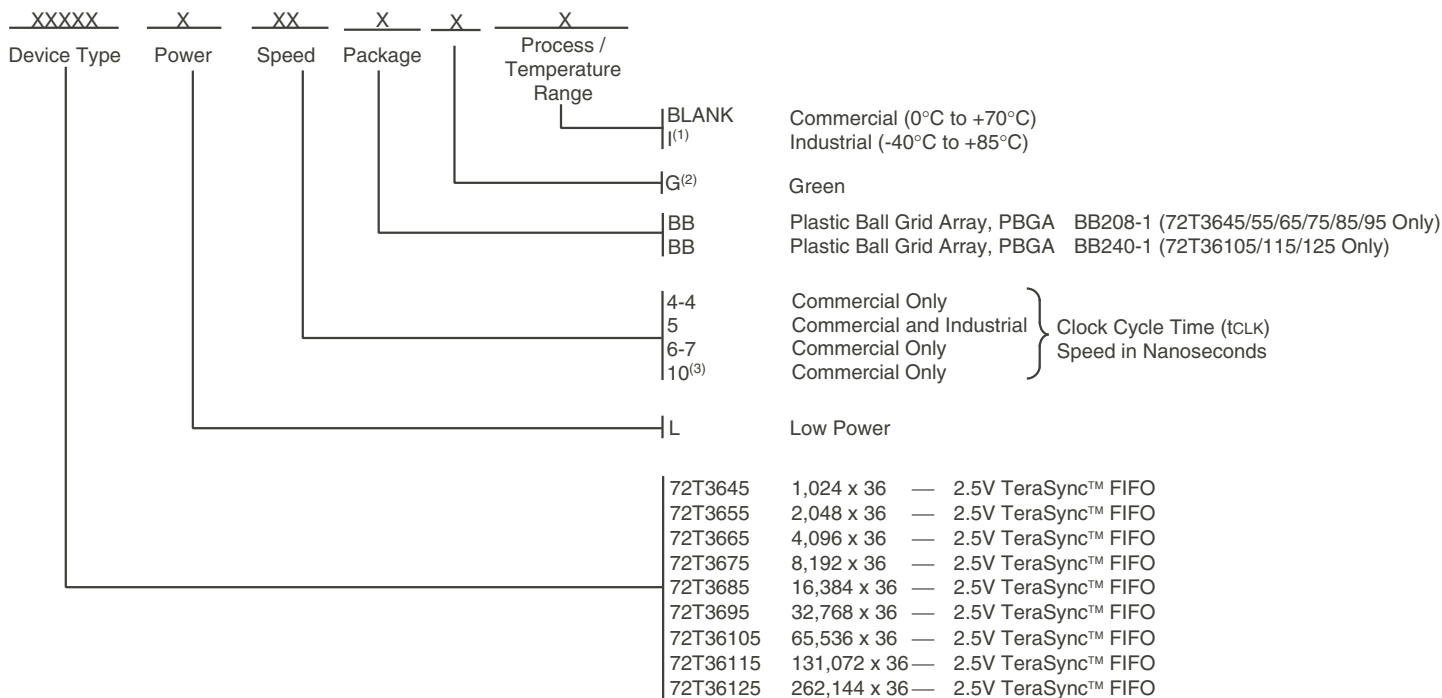 XXXXX X XX X X X
Device Type Power Speed Package Process / Temperature Range
BLANK Commercial (0°C to +70°C)
I(1) Industrial (-40°C to +85°C)
G(2) Green
BB Plastic Ball Grid Array, PBGA BB208-1 (72T3645/55/65/75/85/95 Only)
BB Plastic Ball Grid Array, PBGA BB240-1 (72T36105/115/125 Only)
4-4 Commercial Only
5 Commercial and Industrial
6-7 Commercial Only
10(3) Commercial Only
Clock Cycle Time (tCLK)
Speed in Nanoseconds
L Low Power
72T3645 1,024 x 36 — 2.5V TeraSync™ FIFO
72T3655 2,048 x 36 — 2.5V TeraSync™ FIFO
72T3665 4,096 x 36 — 2.5V TeraSync™ FIFO
72T3675 8,192 x 36 — 2.5V TeraSync™ FIFO
72T3685 16,384 x 36 — 2.5V TeraSync™ FIFO
72T3695 32,768 x 36 — 2.5V TeraSync™ FIFO
72T36105 65,536 x 36 — 2.5V TeraSync™ FIFO
72T36115 131,072 x 36 — 2.5V TeraSync™ FIFO
72T36125 262,144 x 36 — 2.5V TeraSync™ FIFO